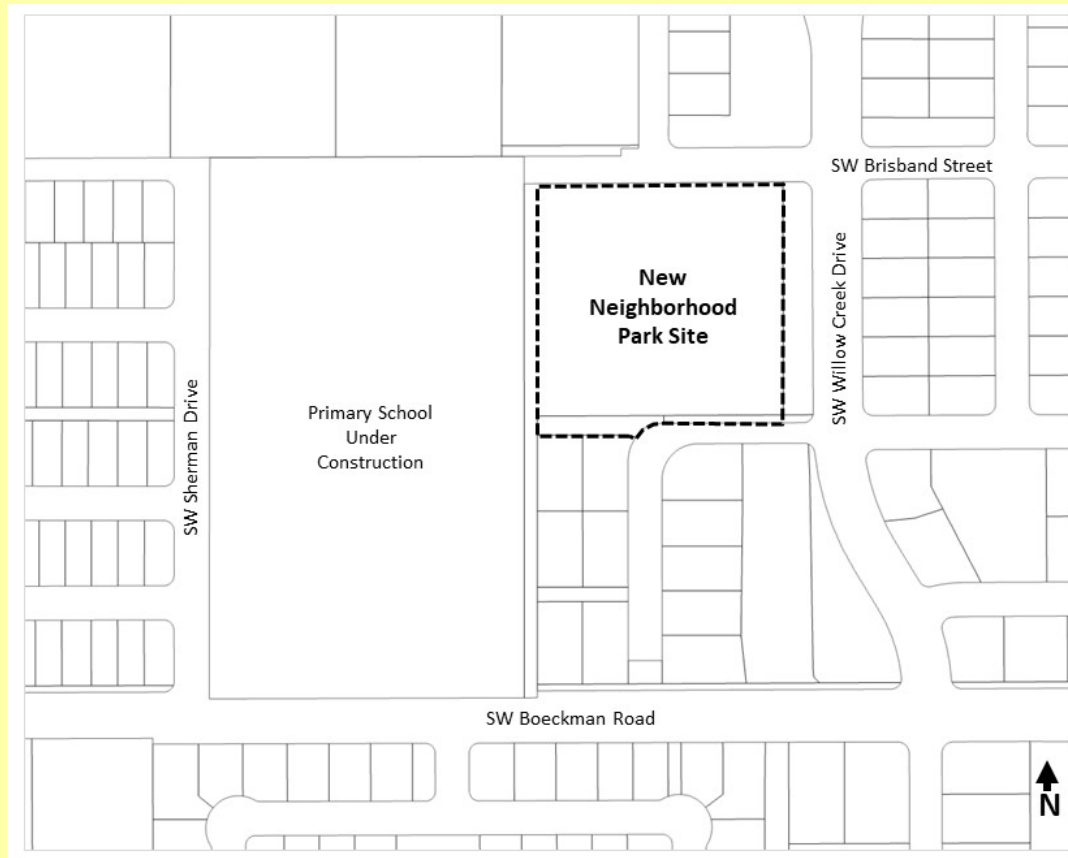 SW Brisband Street
New
Neighborhood
Park Site
SW Willow Creek Drive
Primary School
Under
Construction
SW Sherman Drive
SW Boeckman Road
N